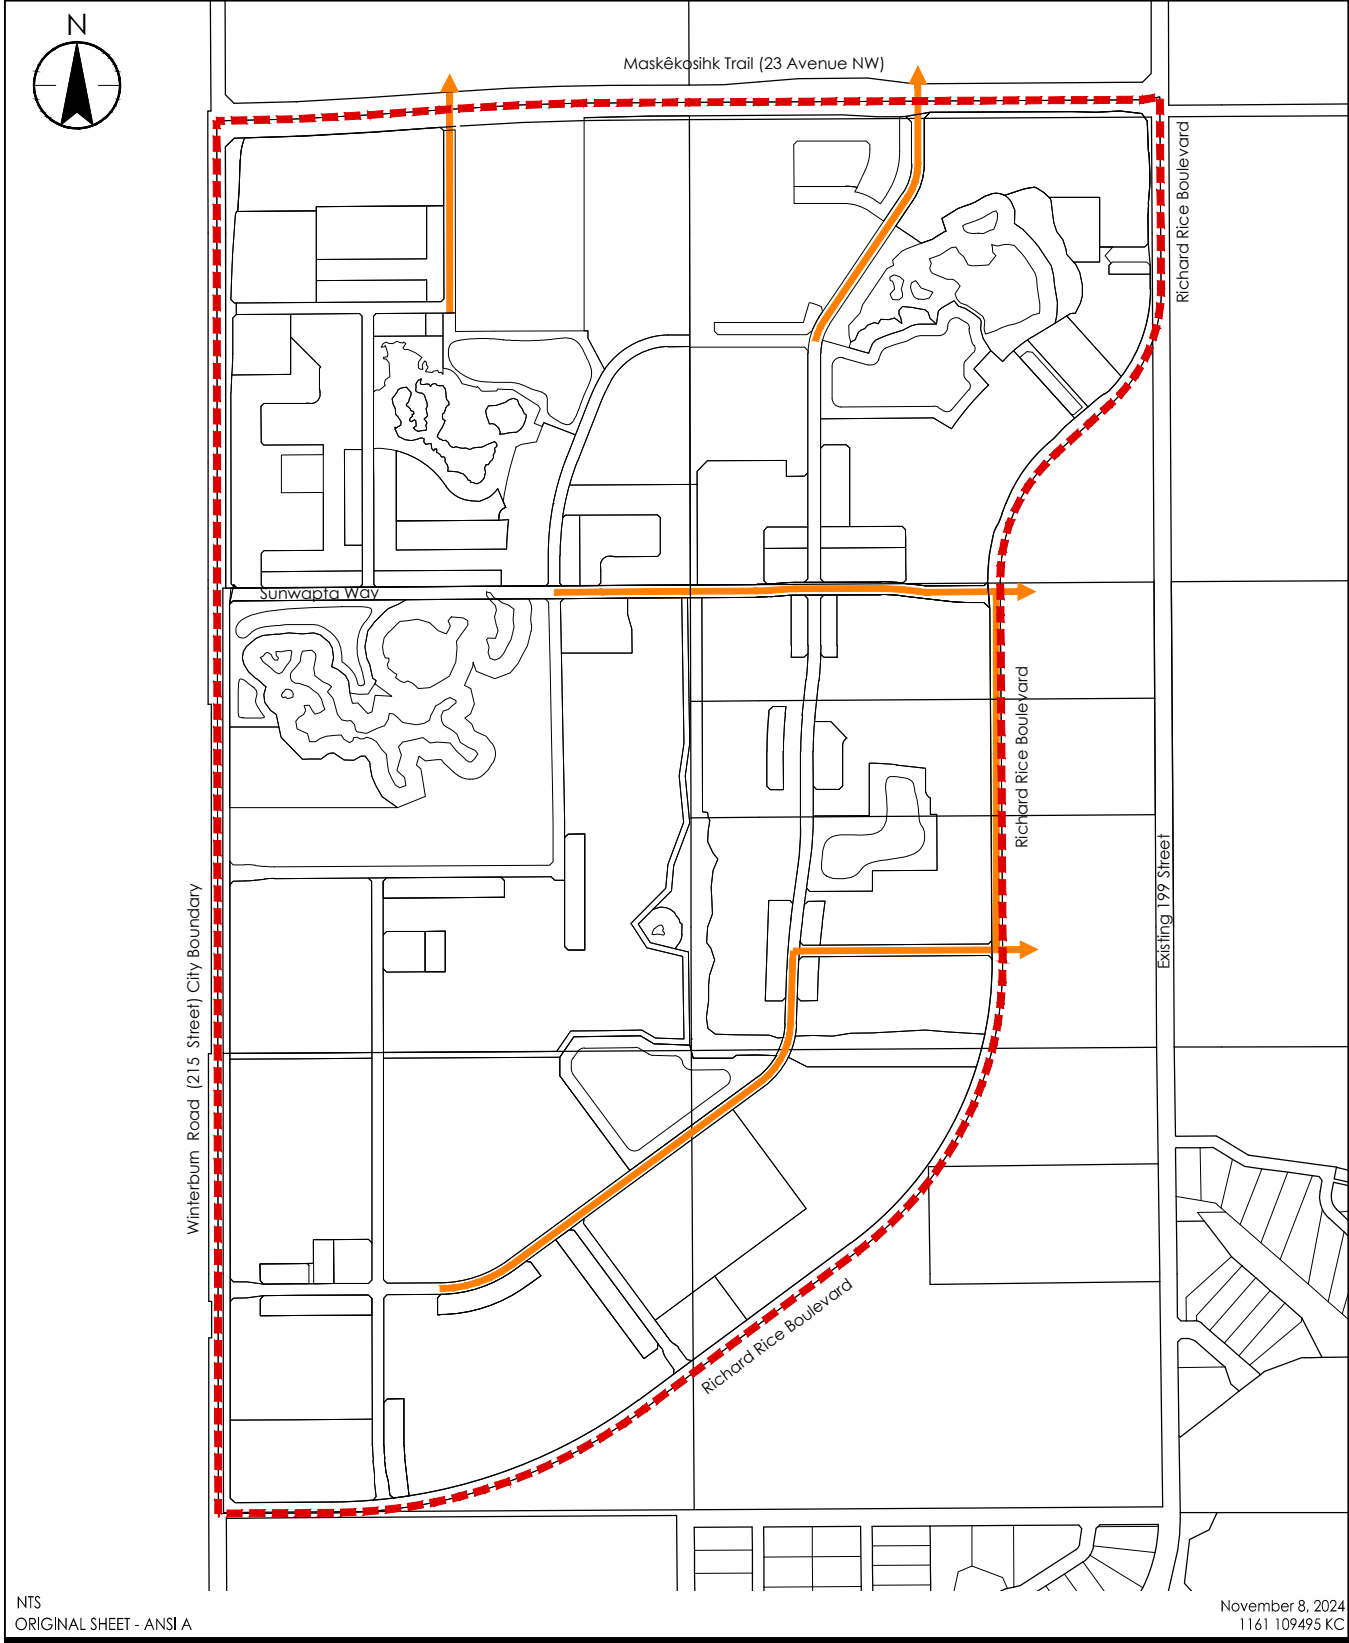 N
Maskêkosihk Trail (23 Avenue NW)
Richard Rice Boulevard
Sunwapta Way
Richard Rice Boulevard
Existing 199 Street
Winterburn Road (215 Street) City Boundary
Richard Rice Boulevard
NTS
ORIGINAL SHEET - ANSI A
November 8, 2024
1161 109495 KC